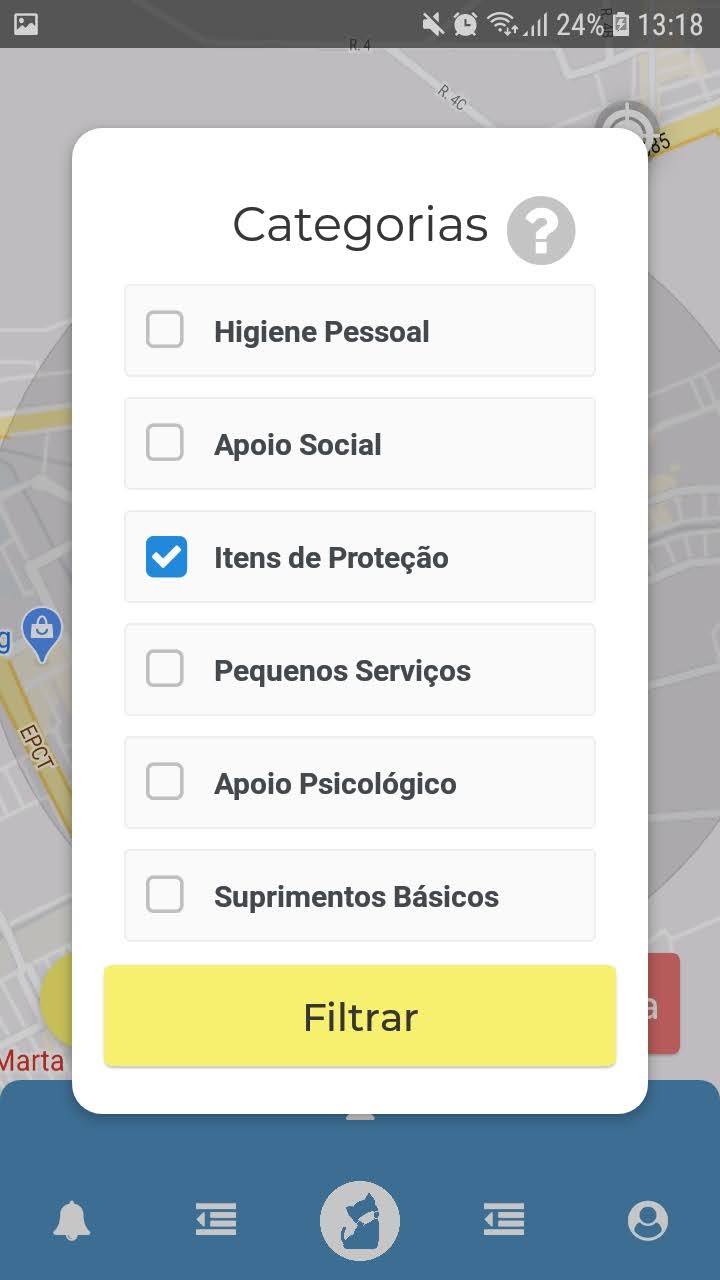 24% 13:18
R. 4
R. 4C
Categorias ?
Higiene Pessoal
Apoio Social
Itens de Proteção
g
Pequenos Serviços
EPCT
Apoio Psicológico
Suprimentos Básicos
Filtrar
a
Marta